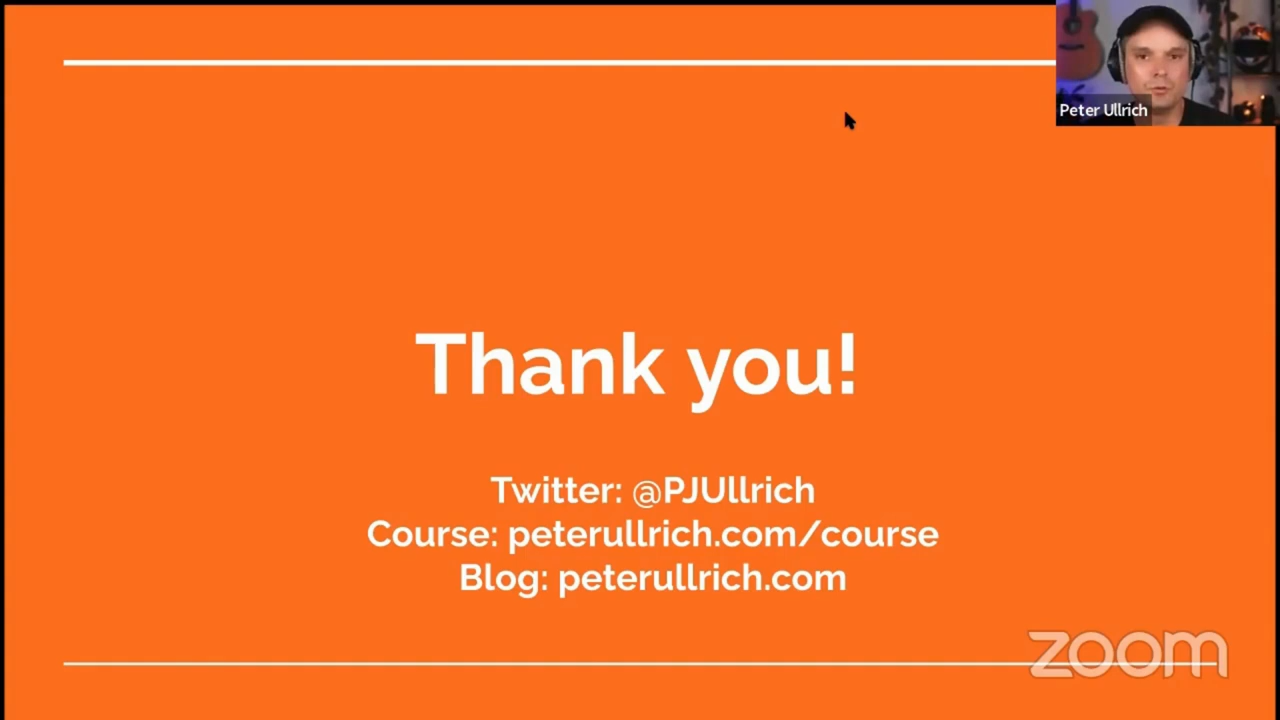 Peter Ullrich
Thank you!
Twitter: @PJUllrich
Course: peterullrich.com/course
Blog: peterullrich.com
zoom